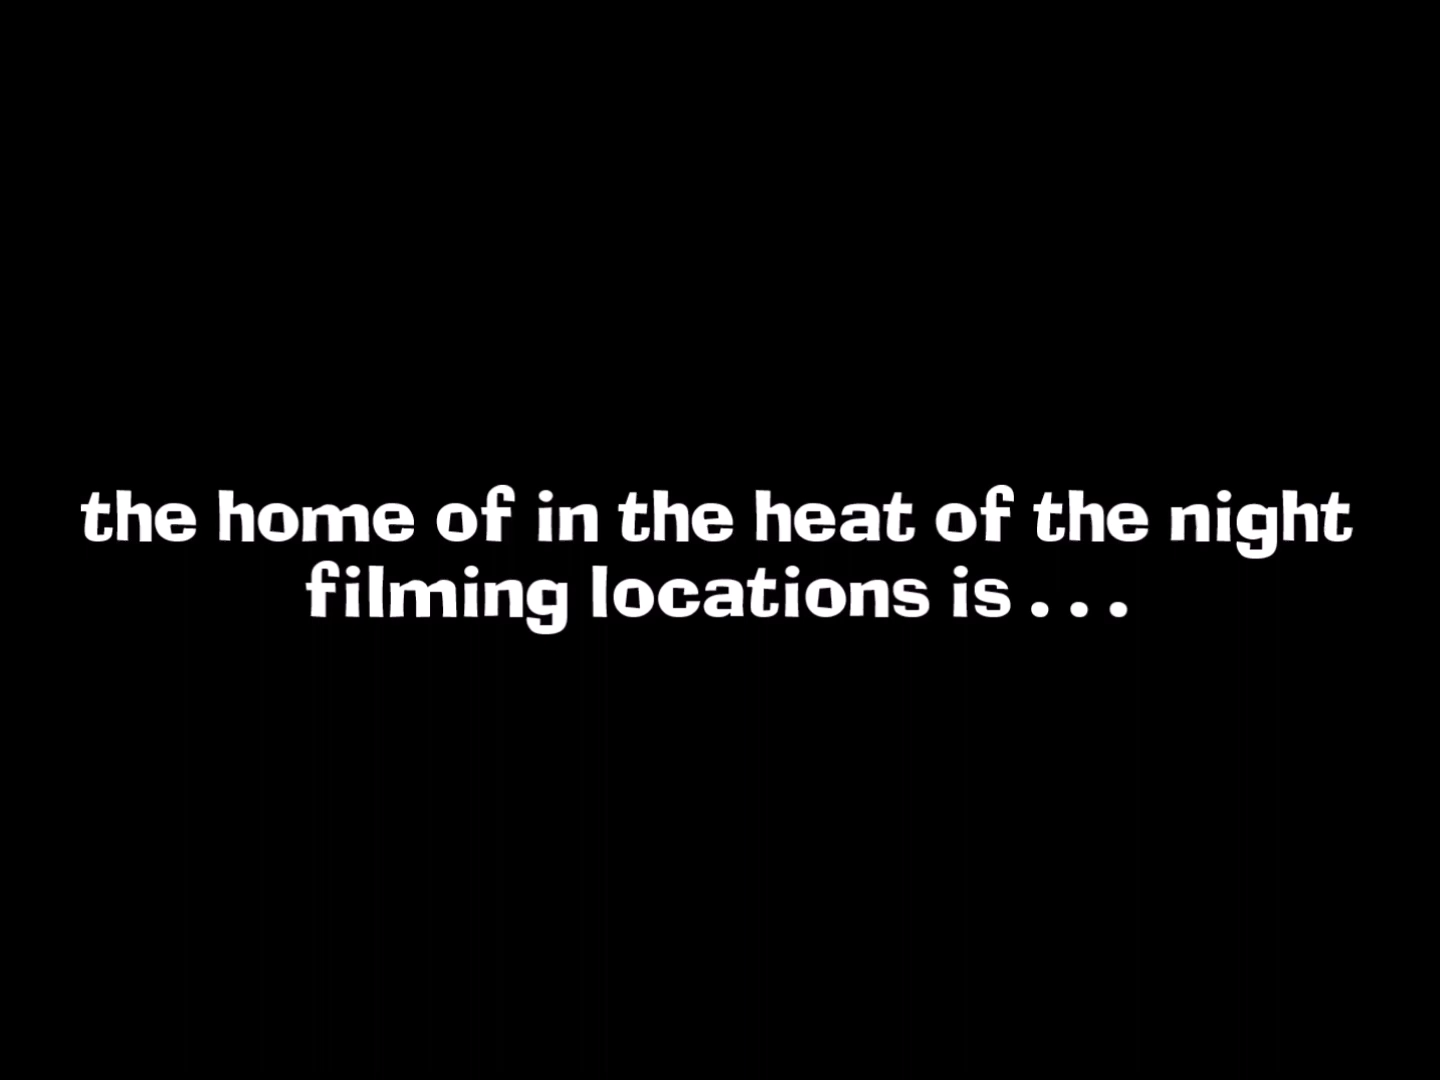 the home of in the heat of the night
filming locations is . . .